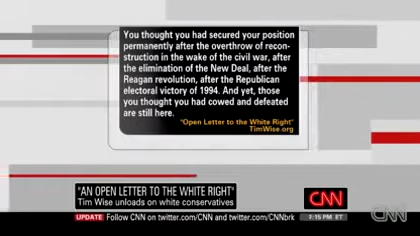 You thought you had secured your position
permanently after the overthrow of recon-
struction in the wake of the civil war, after
the elimination of the New Deal, after the
Reagan revolution, after the Republican
electoral victory of 1994. And yet, those
you thought you had cowed and defeated
are still here.
"Open Letter to the White Right"
TimWise.org
"AN OPEN LETTER TO THE WHITE RIGHT"
Tim Wise unloads on white conservatives
CNN
UPDATE Follow CNN on twitter.com/CNN and twitter.com/CNNbrk
3:15 PM ET
CNN